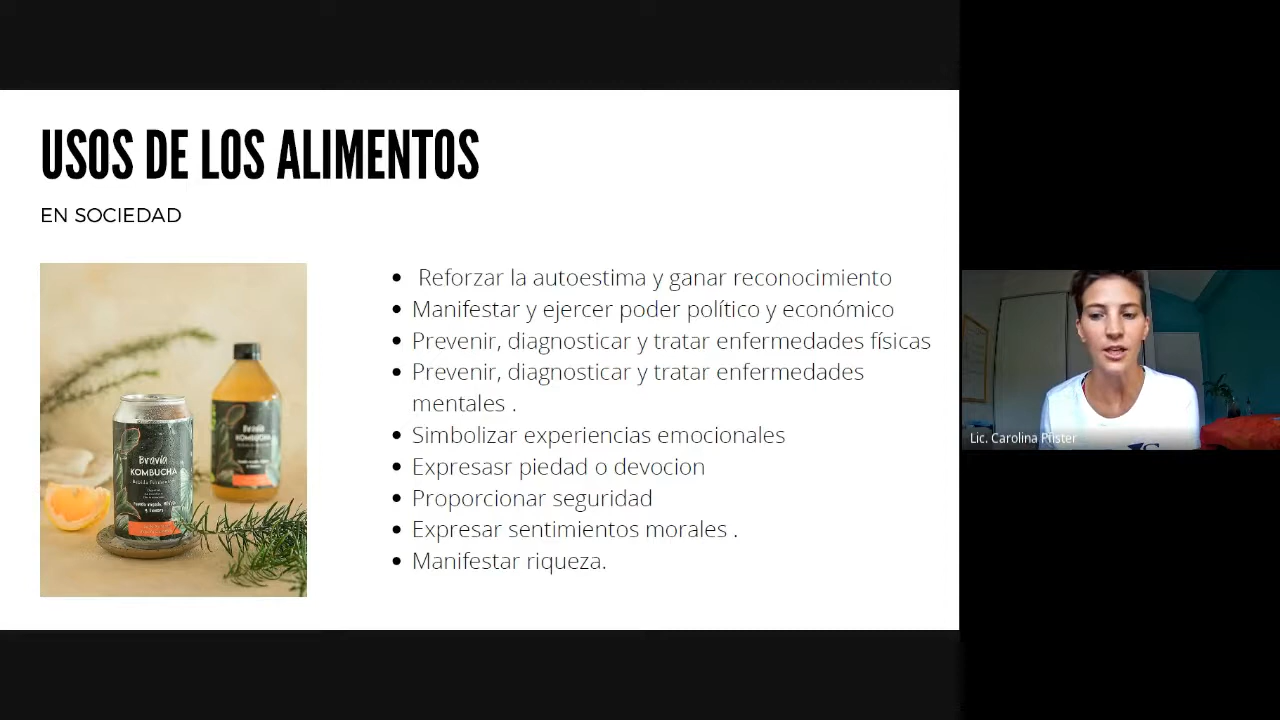 USOS DE LOS ALIMENTOS
EN SOCIEDAD
Reforzar la autoestima y ganar reconocimiento
Manifestar y ejercer poder político y económico
Prevenir, diagnosticar y tratar enfermedades físicas
Prevenir, diagnosticar y tratar enfermedades
mentales .
Simbolizar experiencias emocionales
Expresasr piedad o devocion
Proporcionar seguridad
Expresar sentimientos morales .
Manifestar riqueza.
Bravia
KOMBUCHA
Bravia
KOMBUCHA
Lic. Carolina Pfister